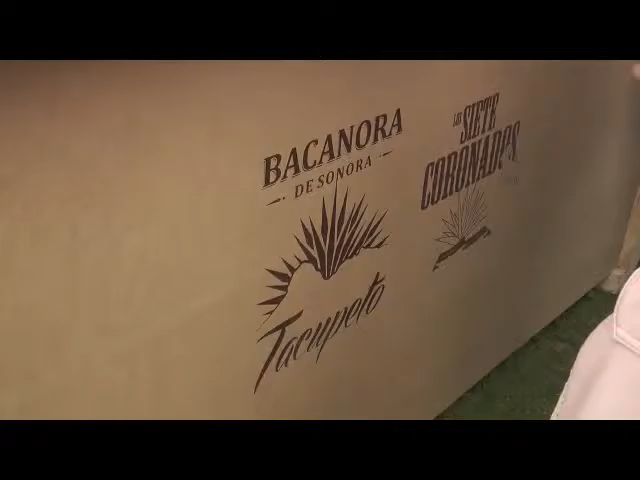 BACANORA
DE SONORA
Tacupeto
LOS
SIETE
CORONADOS